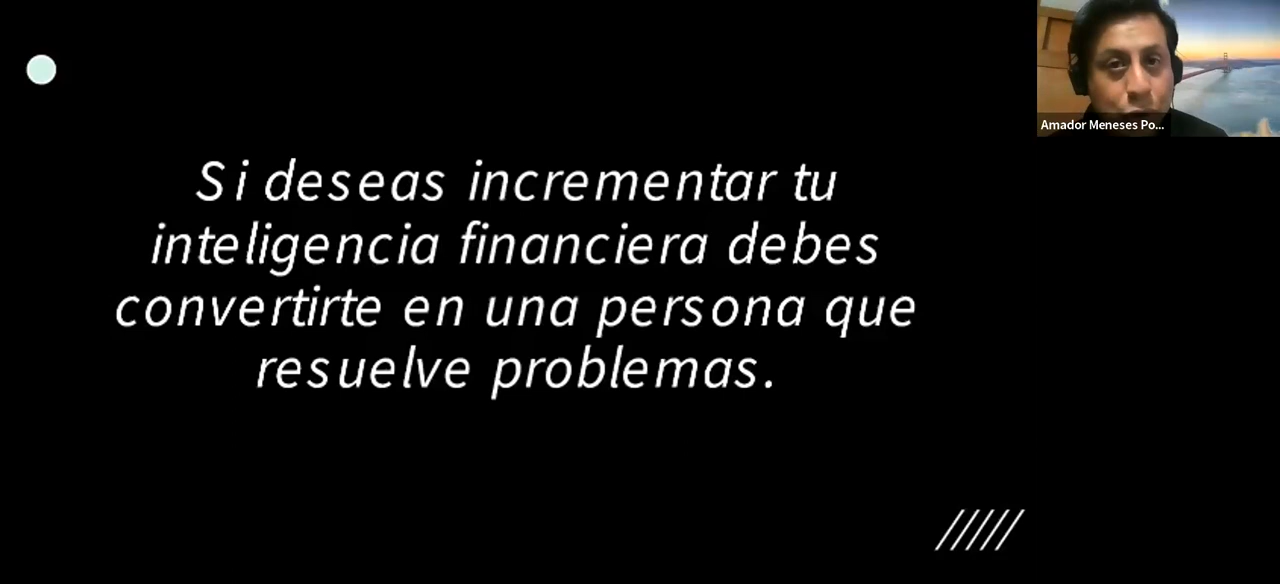 Si deseas incrementar tu
inteligencia financiera debes
convertirte en una persona que
resuelve problemas.
Amador Meneses Po...